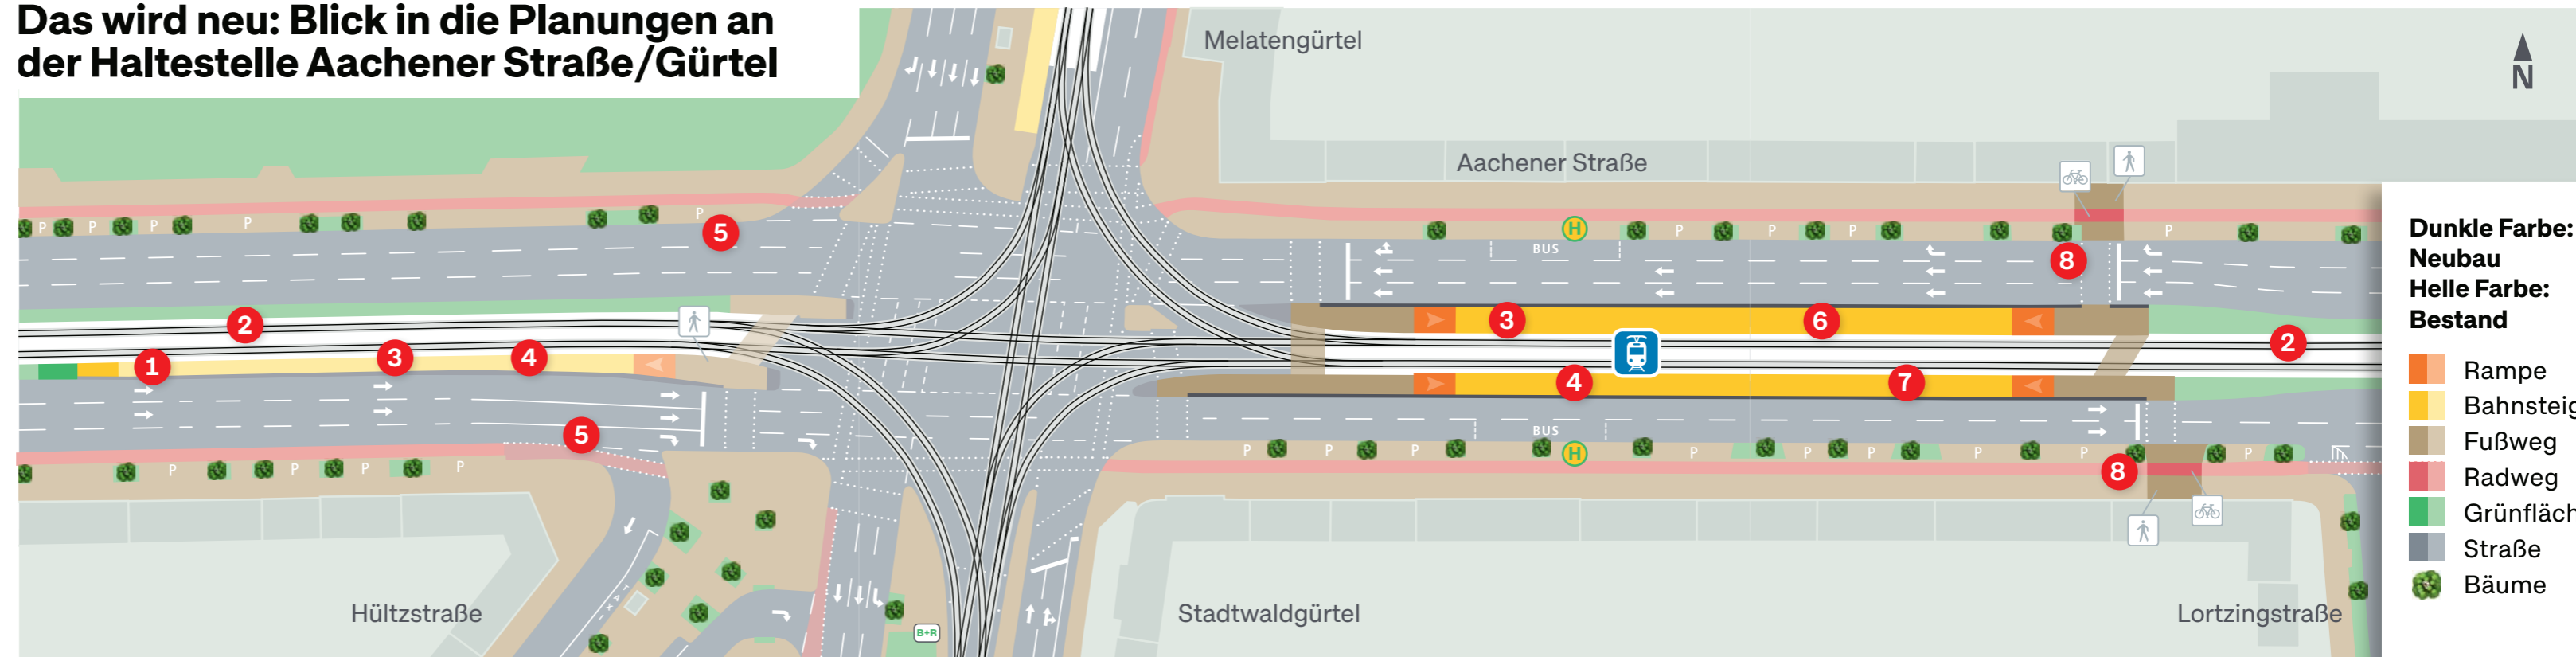 Das wird neu: Blick in die Planungen an
der Haltestelle Aachener Straße/Gürtel
Melatengürtel
N
Aachener Straße
P P P P P
5
H
P P P P
BUS
8
2
3
6
2
1
3
4
4
7
5
BUS
H
P P P P
P P P P P P P P P
8
TAXI
Hültzstraße
B+R
Stadtwaldgürtel
Lortzingstraße
Dunkle Farbe:
Neubau
Helle Farbe:
Bestand
Rampe
Bahnsteig
Fußweg
Radweg
Grünfläch
Straße
Bäume